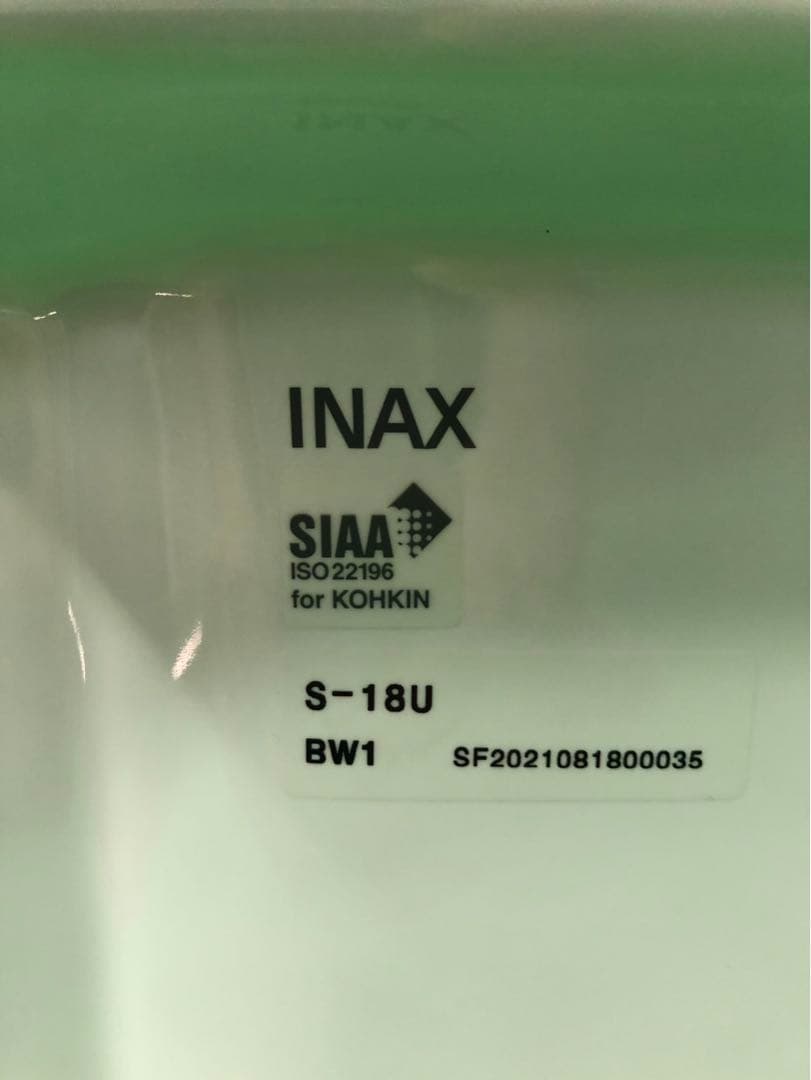 INAX
SIAA
ISO 22196
for KOHKIN
S-18U
BW1 SF2021081800035